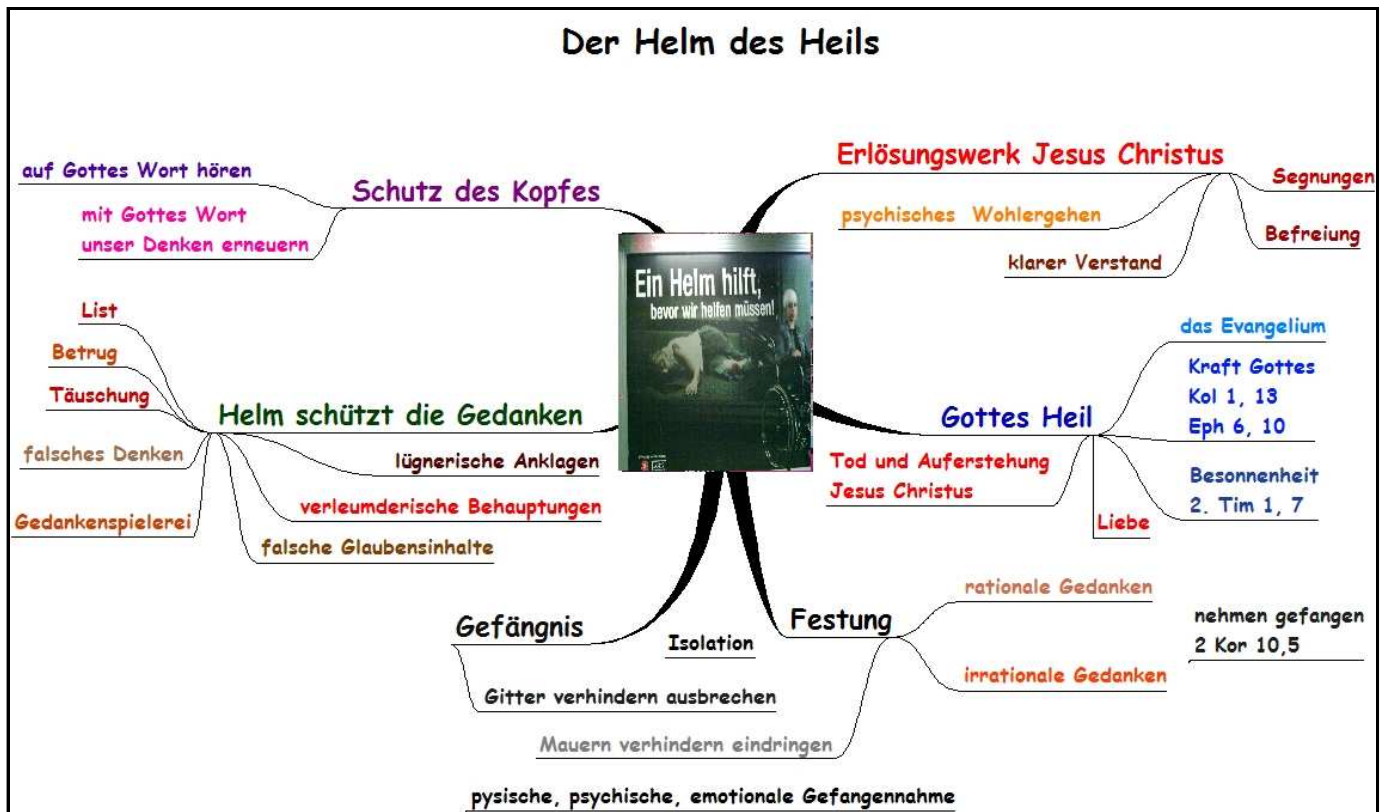 Der Helm des Heils
Schutz des Kopfes
auf Gottes Wort hören
mit Gottes Wort
unser Denken erneuern
Erlösungswerk Jesus Christus
Segnungen
psychisches Wohlergehen
Befreiung
klarer Verstand
Ein Helm hilft,
bevor wir helfen müssen!
Helm schützt die Gedanken
List
Betrug
Täuschung
falsches Denken
Gedankenspielerei
lügnerische Anklagen
verleumderische Behauptungen
falsche Glaubensinhalte
Gottes Heil
das Evangelium
Kraft Gottes
Kol 1, 13
Eph 6, 10
Besonnenheit
2. Tim 1, 7
Liebe
Tod und Auferstehung
Jesus Christus
Gefängnis
Gitter verhindern ausbrechen
Isolation
Festung
rationale Gedanken
irrationale Gedanken
nehmen gefangen
2 Kor 10,5
Mauern verhindern eindringen
pysische, psychische, emotionale Gefangennahme